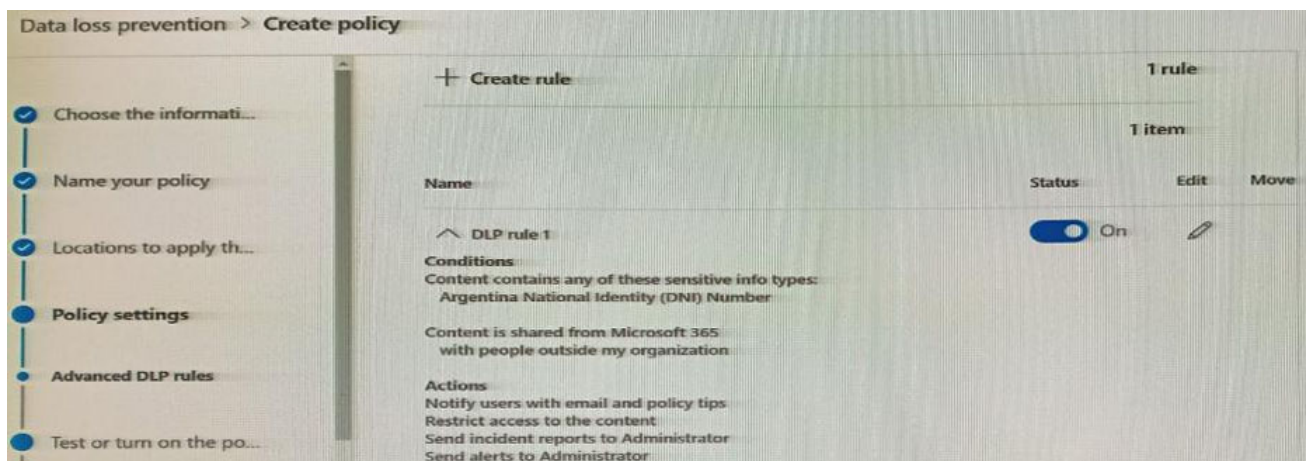 Data loss prevention > Create policy
Choose the informati...
Name your policy
Locations to apply th...
Policy settings
Advanced DLP rules
Test or turn on the po...
+ Create rule
1 rule
1 item
Name Status Edit Move
DLP rule 1 On
Conditions
Content contains any of these sensitive info types:
Argentina National Identity (DNI) Number
Content is shared from Microsoft 365
with people outside my organization
Actions
Notify users with email and policy tips
Restrict access to the content
Send incident reports to Administrator
Send alerts to Administrator